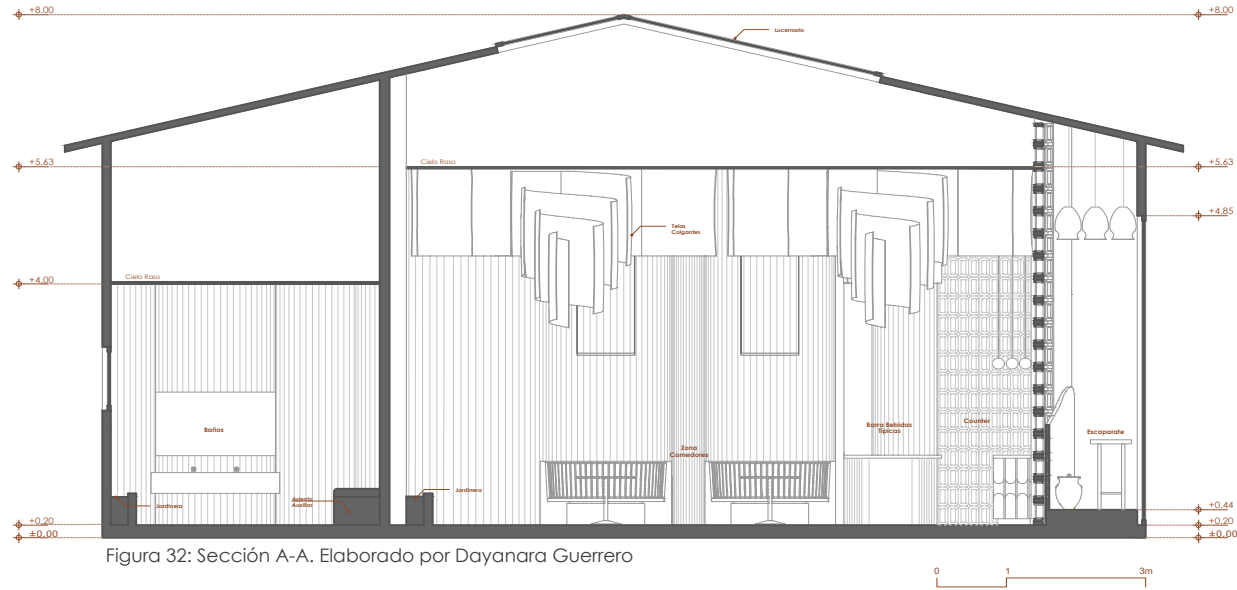 +8.00
+8.00
Lucernario
+5.63
Cielo Raso
+5.63
+4.85
Telas
Colgantes
+4.00
Cielo Raso
Baños
Zona
Comedores
Barra Bebidas
Típicas
Counter
Escaparate
Jardinera
Asiento
Auxiliar
Jardinera
+0.44
+0.20
+0.20
±0,00
±0,00
Figura 32: Sección A-A. Elaborado por Dayanara Guerrero
0 1 3m